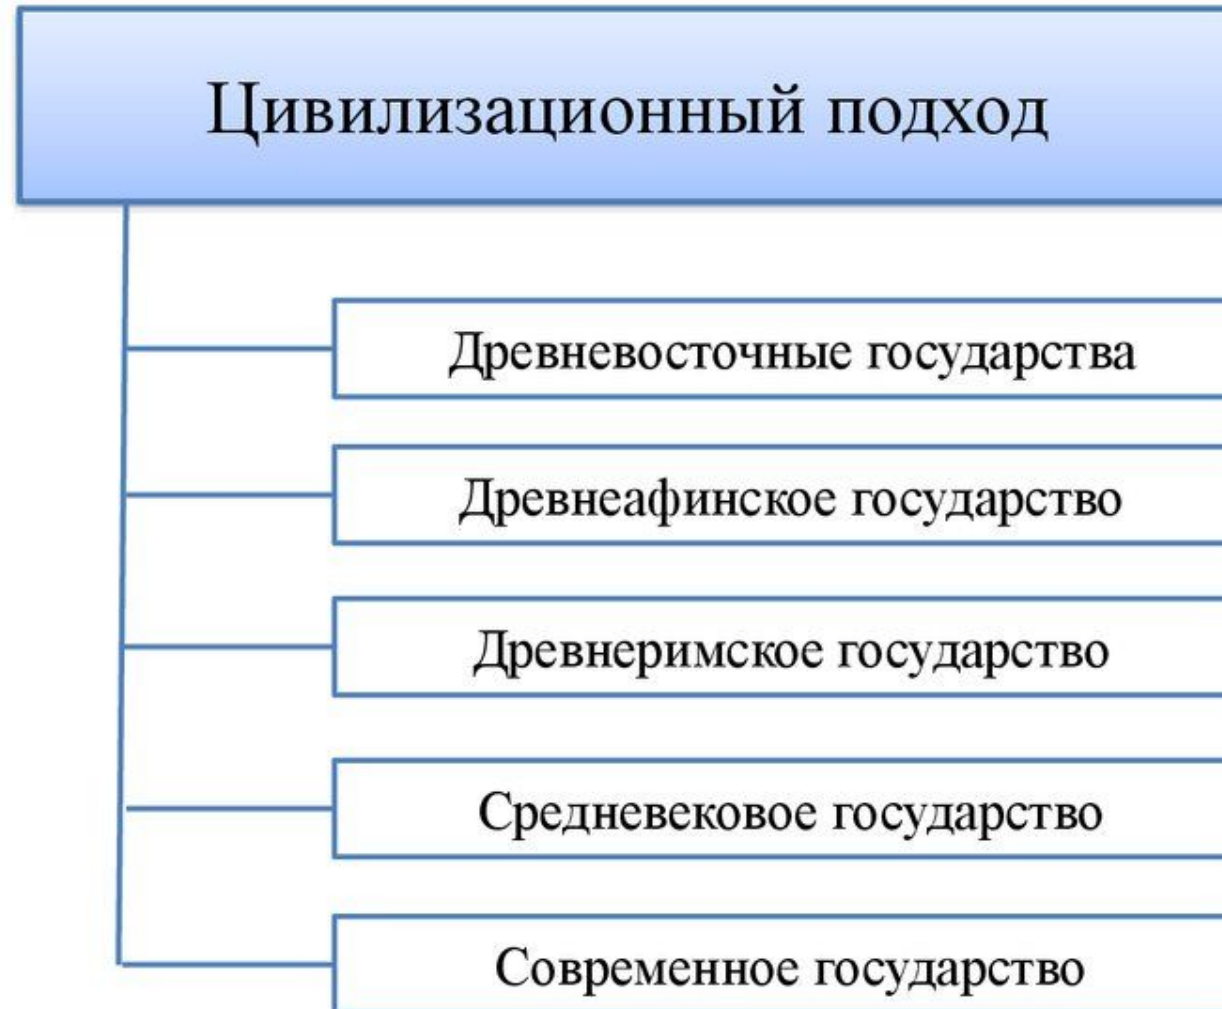 Цивилизационный подход
Древневосточные государства
Древнеафинское государство
Древнеримское государство
Средневековое государство
Современное государство